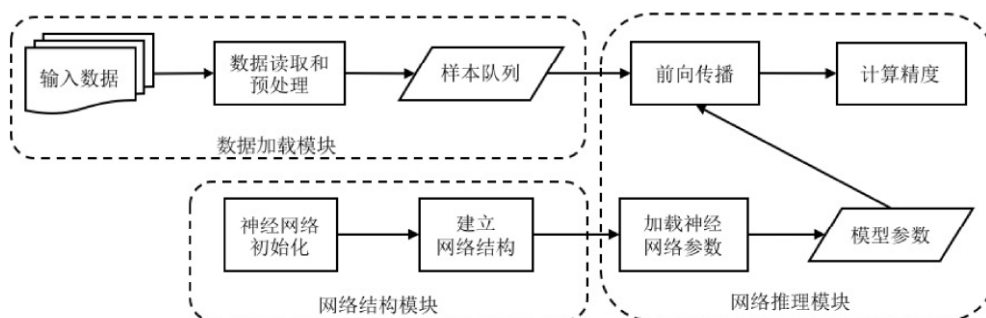 输入数据
数据读取和
预处理
样本队列
前向传播
计算精度
数据加载模块
神经网络
初始化
建立
网络结构
加载神经
网络参数
模型参数
网络结构模块
网络推理模块